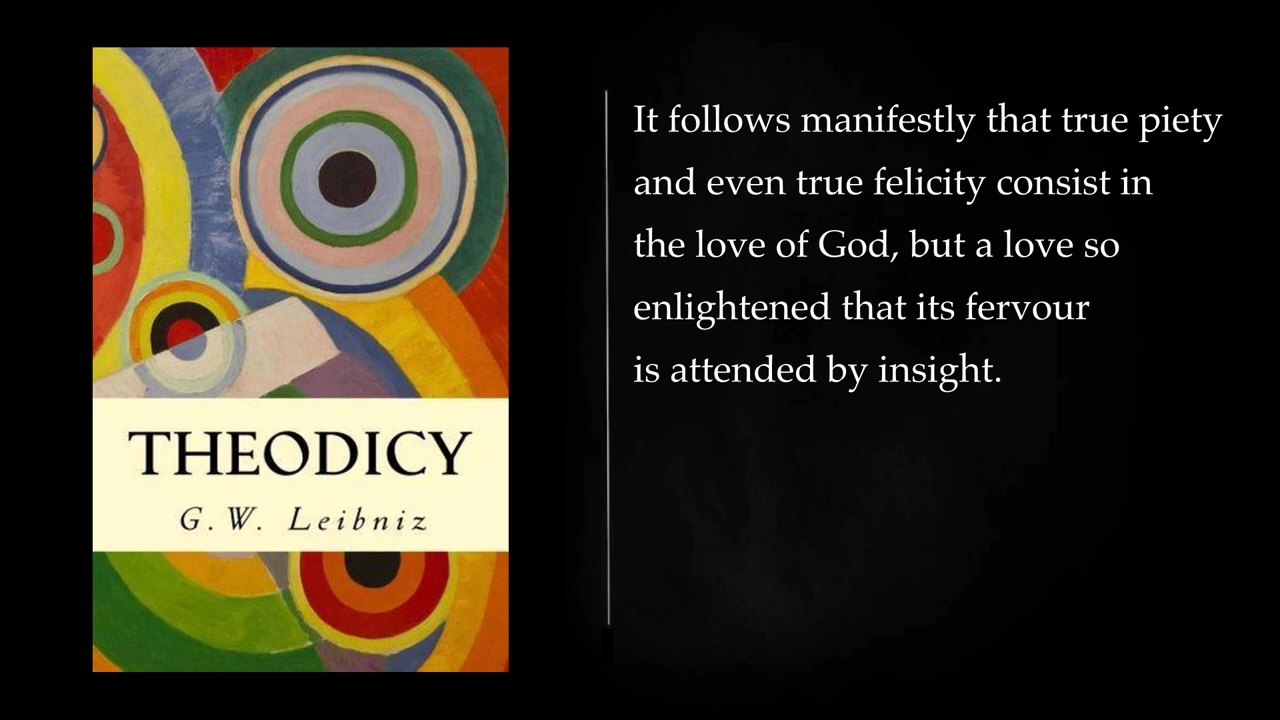 THEODICY
G. W. Leibniz
It follows manifestly that true piety
and even true felicity consist in
the love of God, but a love so
enlightened that its fervour
is attended by insight.